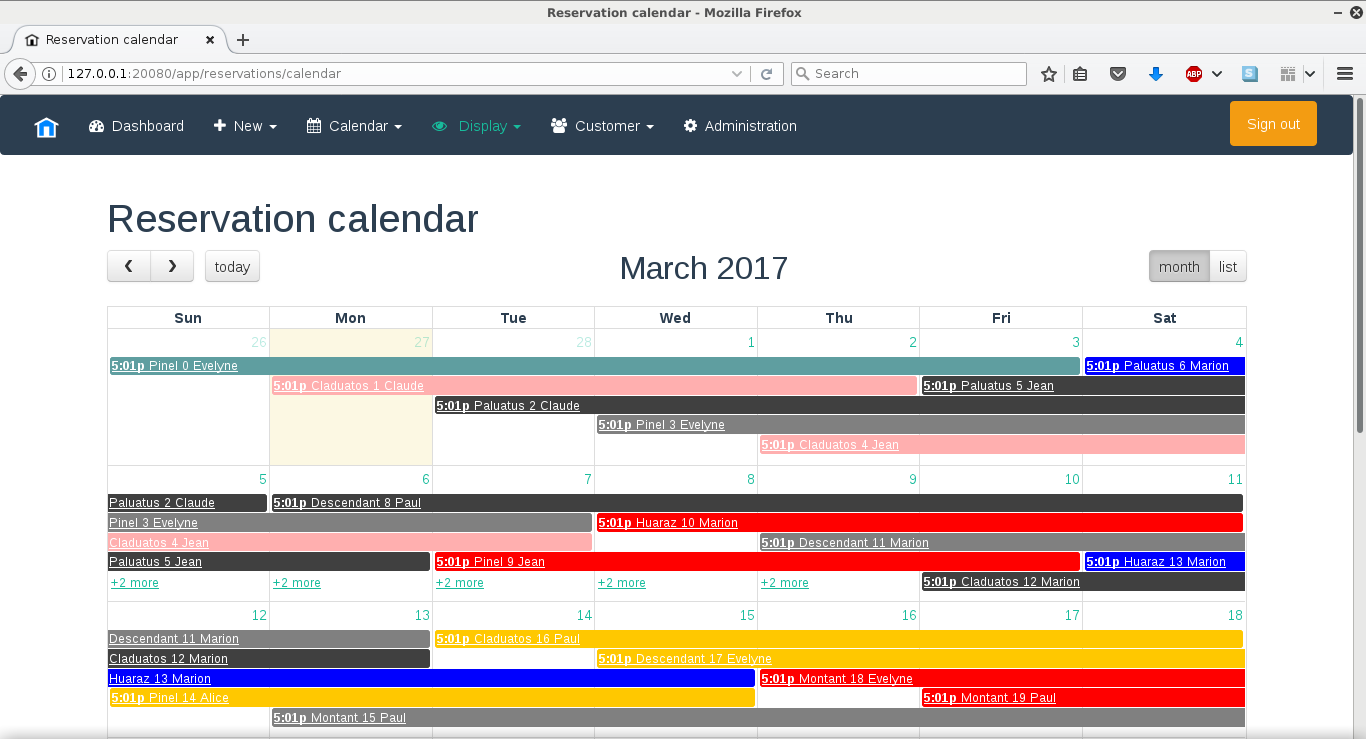 Reservation calendar - Mozilla Firefox
Reservation calendar
127.0.0.1:20080/app/reservations/calendar Search ABP S
Dashboard New Calendar Display Customer Administration Sign out
Reservation calendar
today March 2017 month list
Sun Mon Tue Wed Thu Fri Sat
26 27 28 1 2 3 4
5:01p Pinel 0 Evelyne 5:01p Paluatus 6 Marion
5:01p Claduatos 1 Claude 5:01p Paluatus 5 Jean
5:01p Paluatus 2 Claude
5:01p Pinel 3 Evelyne
5:01p Claduatos 4 Jean
5 6 7 8 9 10 11
Paluatus 2 Claude 5:01p Descendant 8 Paul
Pinel 3 Evelyne 5:01p Huaraz 10 Marion
Claduatos 4 Jean 5:01p Descendant 11 Marion
Paluatus 5 Jean 5:01p Pinel 9 Jean 5:01p Huaraz 13 Marion
+2 more +2 more +2 more +2 more +2 more 5:01p Claduatos 12 Marion
12 13 14 15 16 17 18
Descendant 11 Marion 5:01p Claduatos 16 Paul
Claduatos 12 Marion 5:01p Descendant 17 Evelyne
Huaraz 13 Marion 5:01p Montant 18 Evelyne
5:01p Pinel 14 Alice 5:01p Montant 19 Paul
5:01p Montant 15 Paul